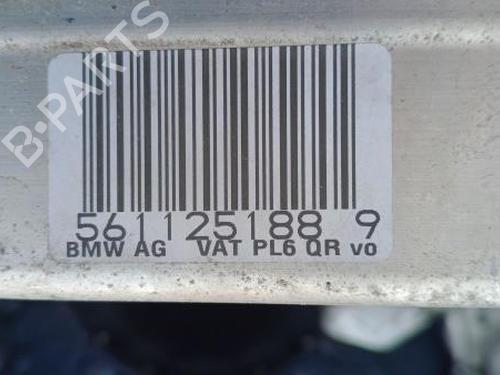 B-PARTS
561125188 9
BMW AG VAT PL6 QR vo